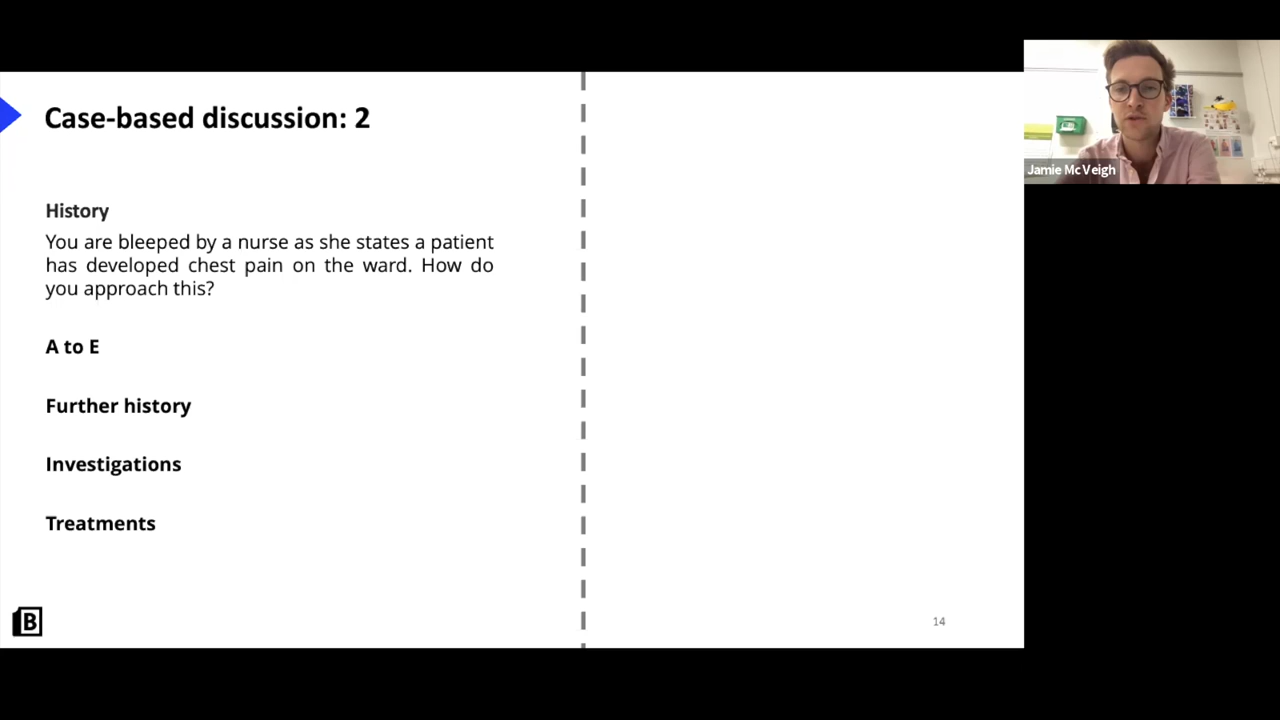 Case-based discussion: 2
History
You are bleeped by a nurse as she states a patient
has developed chest pain on the ward. How do
you approach this?
A to E
Further history
Investigations
Treatments
B
14
Jamie McVeigh